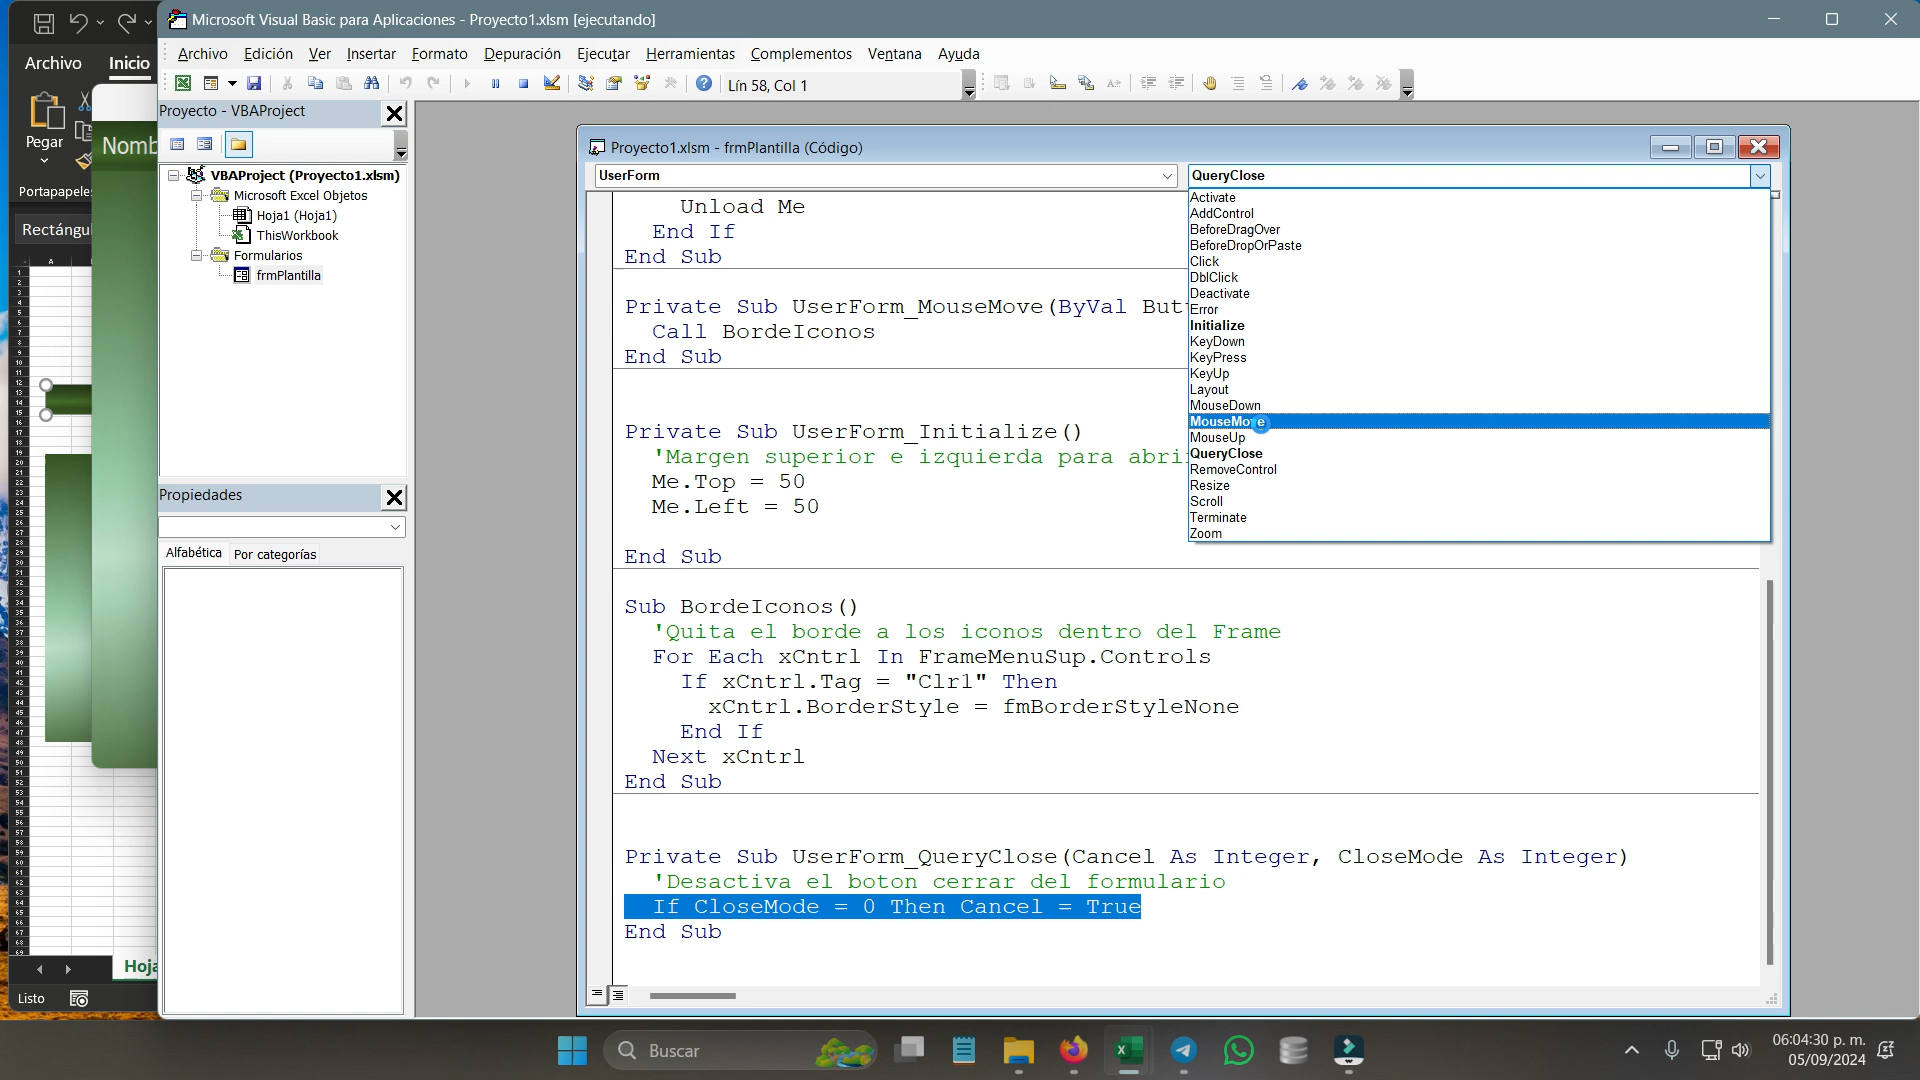 Microsoft Visual Basic para Aplicaciones - Proyecto1.xlsm [ejecutando]
Archivo Edición Ver Insertar Formato Depuración Ejecutar Herramientas Complementos Ventana Ayuda
Lín 58, Col 1
Archivo Inicio
Pegar
Portapapeles
Rectángul
Nomb
Proyecto - VBAProject
VBAProject (Proyecto1.xlsm)
Microsoft Excel Objetos
Hoja1 (Hoja1)
ThisWorkbook
Formularios
frmPlantilla
Propiedades
Alfabética Por categorías
Proyecto1.xlsm - frmPlantilla (Código)
UserForm QueryClose
Activate
AddControl
BeforeDragOver
BeforeDropOrPaste
Click
DblClick
Deactivate
Error
Initialize
KeyDown
KeyPress
KeyUp
Layout
MouseDown
MouseMove
MouseUp
QueryClose
RemoveControl
Resize
Scroll
Terminate
Zoom
Unload Me
End If
End Sub
Private Sub UserForm_MouseMove(ByVal Butt
Call BordeIconos
End Sub
Private Sub UserForm_Initialize()
'Margen superior e izquierda para abri
Me.Top = 50
Me.Left = 50
End Sub
Sub BordeIconos()
'Quita el borde a los iconos dentro del Frame
For Each xCntrl In FrameMenuSup.Controls
If xCntrl.Tag = "Clr1" Then
xCntrl.BorderStyle = fmBorderStyleNone
End If
Next xCntrl
End Sub
Private Sub UserForm_QueryClose(Cancel As Integer, CloseMode As Integer)
'Desactiva el boton cerrar del formulario
If CloseMode = 0 Then Cancel = True
End Sub
Hoja
Listo
Buscar
06:04:30 p. m.
05/09/2024